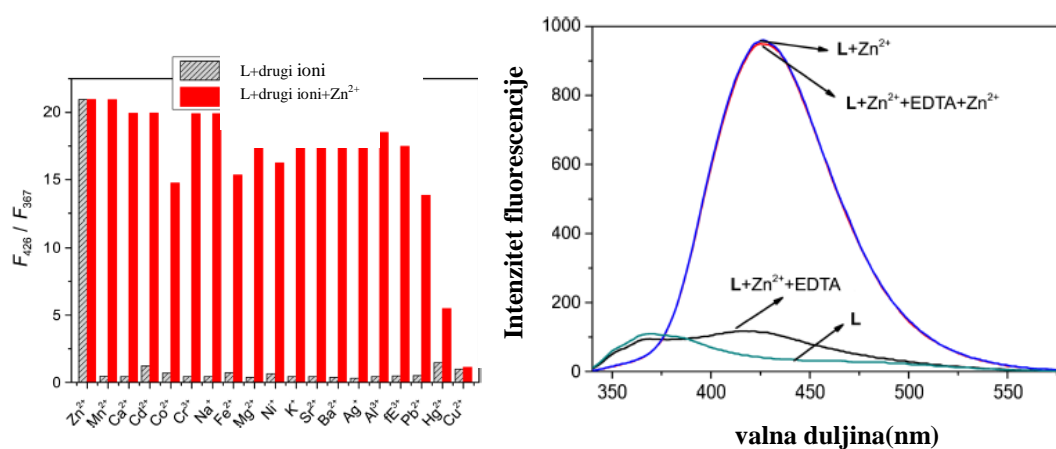 L+drugi ioni
L+drugi ioni+Zn²⁺
20
15
10
5
0
F₄₂₆ / F₃₆₇
Zn²⁺ Mn²⁺ Ca²⁺ Cd²⁺ Co²⁺ Cr³⁺ Na⁺ Fe²⁺ Mg²⁺ Ni⁺ K⁺ Sr²⁺ Ba²⁺ Ag⁺ Al³⁺ fE³⁺ Pb²⁺ Hg²⁺ Cu²⁺
1000
800
600
400
200
0
Intenzitet fluorescencije
L+Zn²⁺
L+Zn²⁺+EDTA+Zn²⁺
L+Zn²⁺+EDTA
L
350 400 450 500 550
valna duljina(nm)